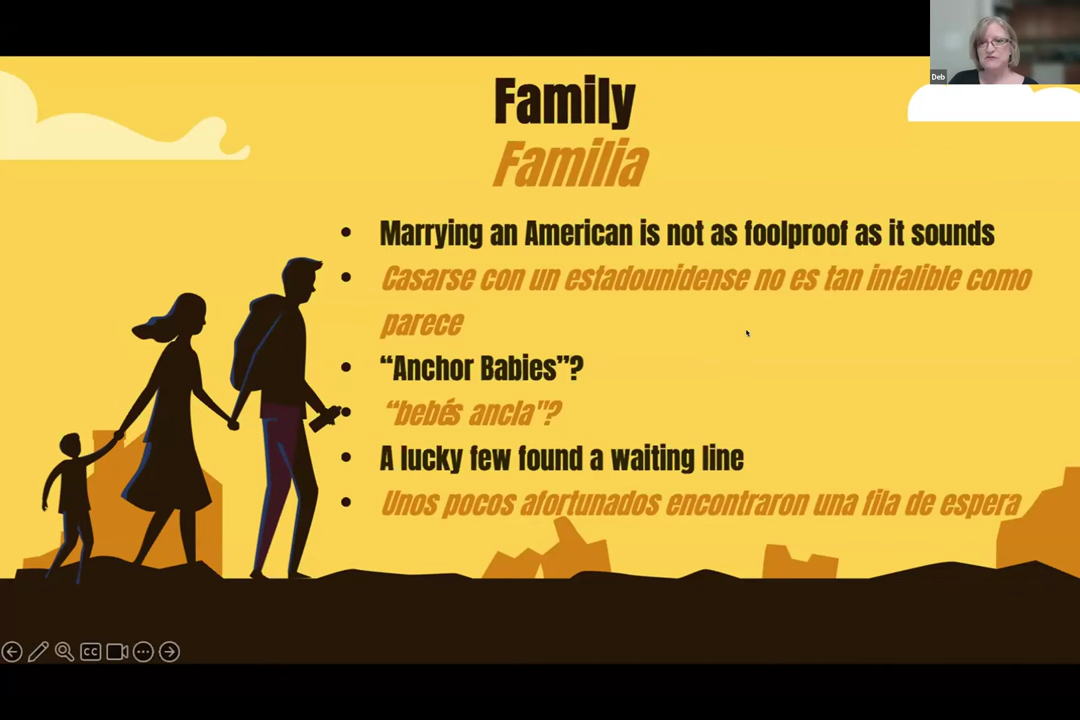 Deb
Family
Familia
• Marrying an American is not as foolproof as it sounds
• Casarse con un estadounidense no es tan infalible como
parece
• “Anchor Babies”?
• “bebés ancla"?
• A lucky few found a waiting line
• Unos pocos afortunados encontraron una fila de espera
CC